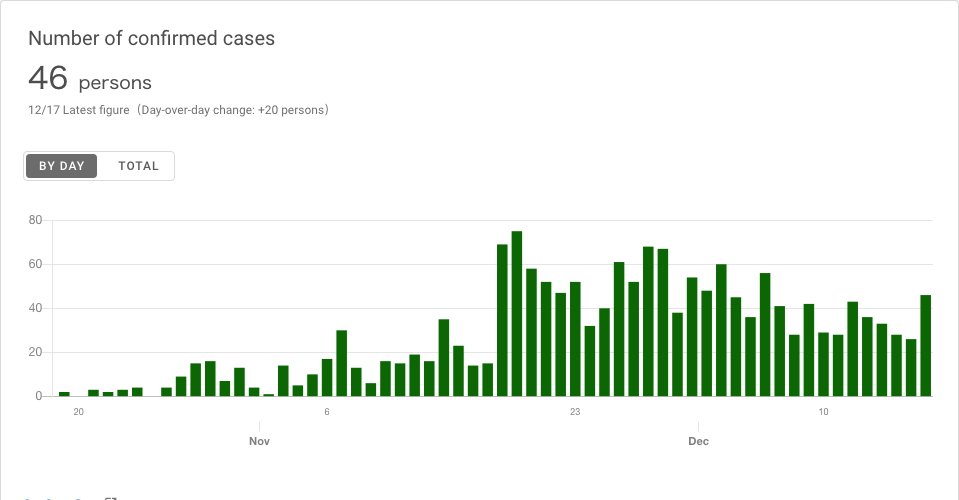 Number of confirmed cases
46 persons
12/17 Latest figure（Day-over-day change: +20 persons）
BY DAY TOTAL
80
60
40
20
0
20 6 23 10
Nov Dec